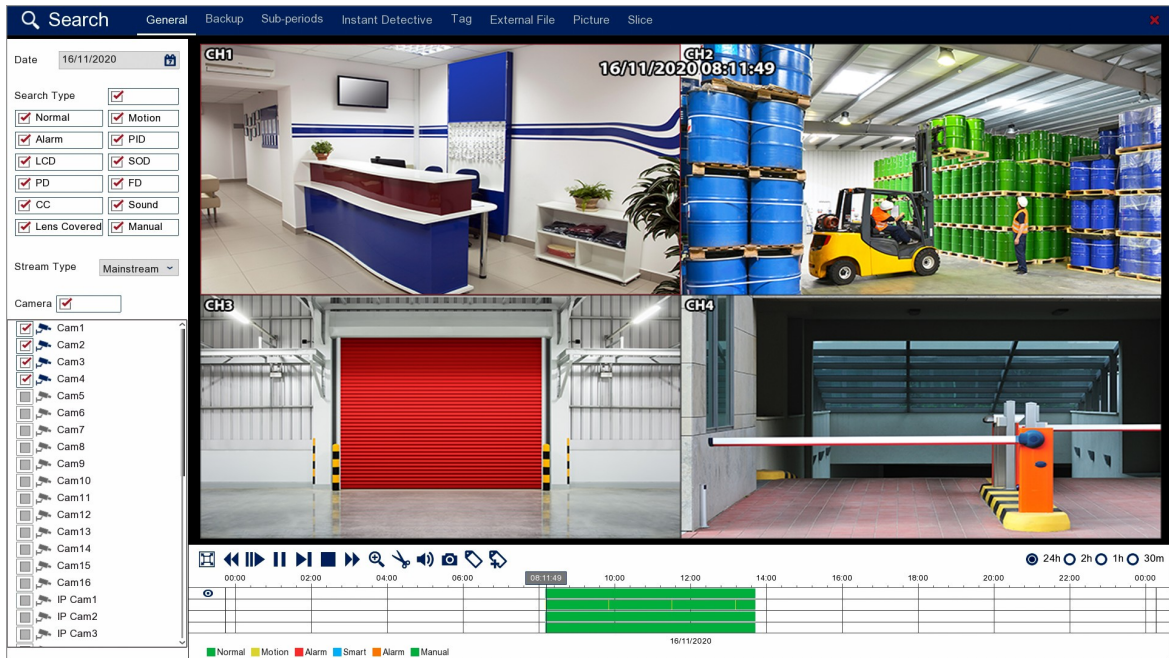 Search General Backup Sub-periods Instant Detective Tag External File Picture Slice
Date 16/11/2020
Search Type
Normal Motion
Alarm PID
LCD SOD
PD FD
CC Sound
Lens Covered Manual
Stream Type Mainstream
Camera
Cam1
Cam2
Cam3
Cam4
Cam5
Cam6
Cam7
Cam8
Cam9
Cam10
Cam11
Cam12
Cam13
Cam14
Cam15
Cam16
IP Cam1
IP Cam2
IP Cam3
CH1
CH2
16/11/2020 08:11:49
CH3
CH4
24h 2h 1h 30m
00:00 02:00 04:00 06:00 08:11:49 10:00 12:00 14:00 16:00 18:00 20:00 22:00 00:00
16/11/2020
Normal Motion Alarm Smart Alarm Manual